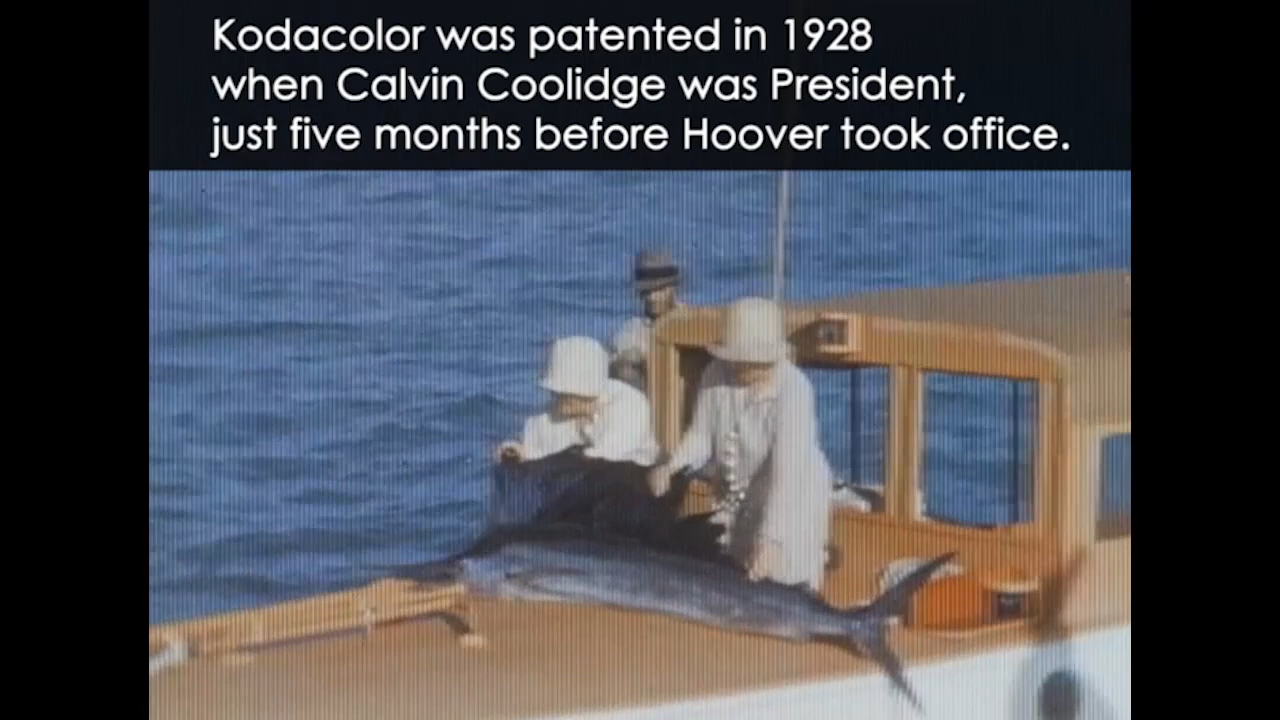 Kodacolor was patented in 1928
when Calvin Coolidge was President,
just five months before Hoover took office.